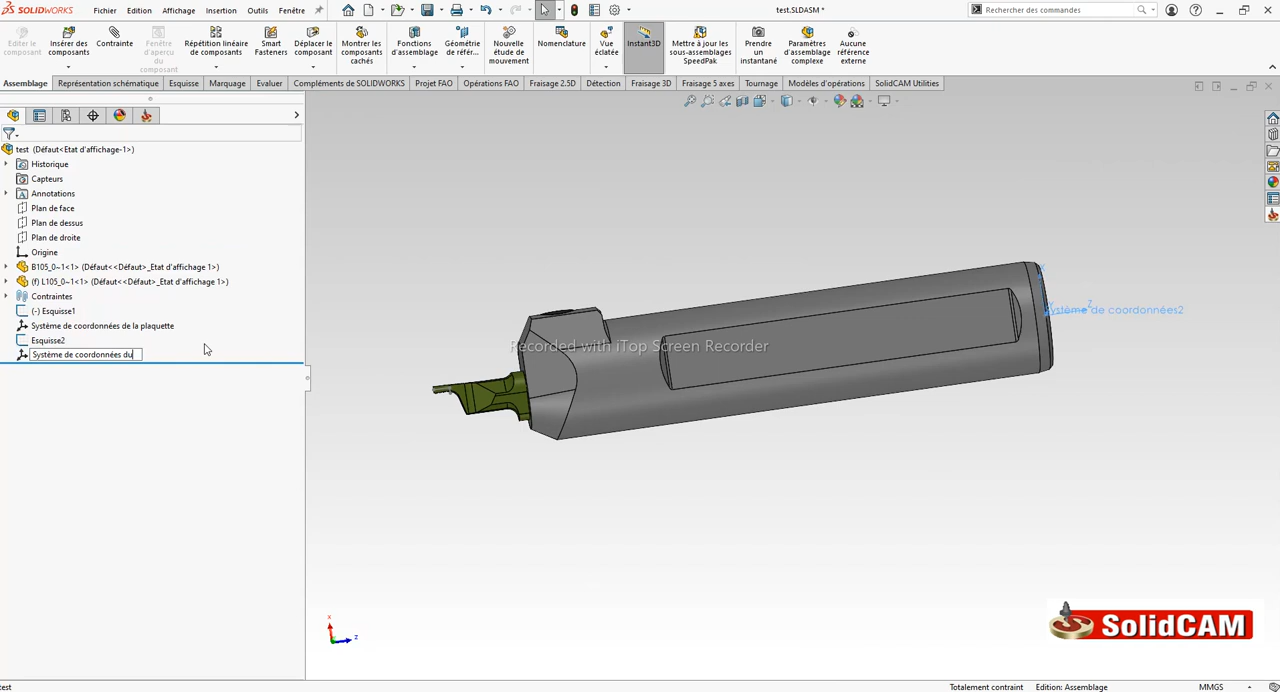 SOLIDWORKS
Fichier Edition Affichage Insertion Outils Fenêtre
test.SLDASM *
Rechercher des commandes
Editer le composant
Insérer des composants
Contrainte
Fenêtre d'aperçu du composant
Répétition linéaire de composants
Smart Fasteners
Déplacer le composant
Montrer les composants cachés
Fonctions d'assemblage
Géométrie de référ...
Nouvelle étude de mouvement
Nomenclature
Vue éclatée
Instant3D
Mettre à jour les sous-assemblages SpeedPak
Prendre un instantané
Paramètres d'assemblage complexe
Aucune référence externe
Assemblage Représentation schématique Esquisse Marquage Evaluer Compléments de SOLIDWORKS Projet FAO Opérations FAO Fraisage 2.5D Détection Fraisage 3D Fraisage 5 axes Tournage Modèles d'opérations SolidCAM Utilities
test (Défaut<Etat d'affichage-1>)
Historique
Capteurs
Annotations
Plan de face
Plan de dessus
Plan de droite
Origine
B105_0~1<1> (Défaut<<Défaut>_Etat d'affichage 1>)
(f) L105_0~1<1> (Défaut<<Défaut>_Etat d'affichage 1>)
Contraintes
(-) Esquisse1
Système de coordonnées de la plaquette
Esquisse2
Système de coordonnées du
X
Y
Z
Système de coordonnées2
Recorded with iTop Screen Recorder
x
z
SolidCAM
test
Totalement contraint
Edition: Assemblage
MMGS